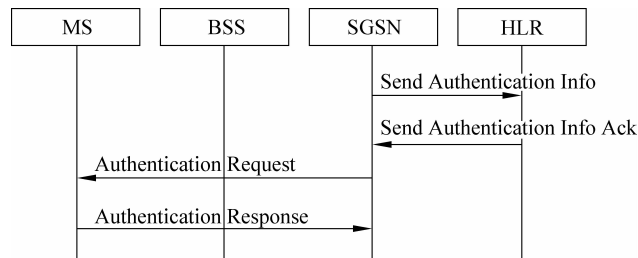 MS BSS SGSN HLR
Send Authentication Info
Send Authentication Info Ack
Authentication Request
Authentication Response